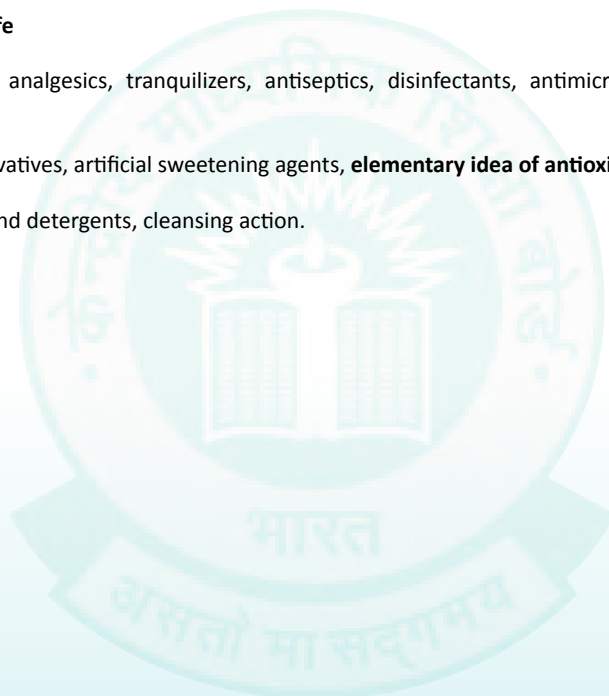 fe
analgesics, tranquilizers, antiseptics, disinfectants, antimicr
vatives, artificial sweetening agents, elementary idea of antioxi
nd detergents, cleansing action.
केन्द्रीय माध्यमिक शिक्षा बोर्ड
भारत
असतो मा सद्गमय